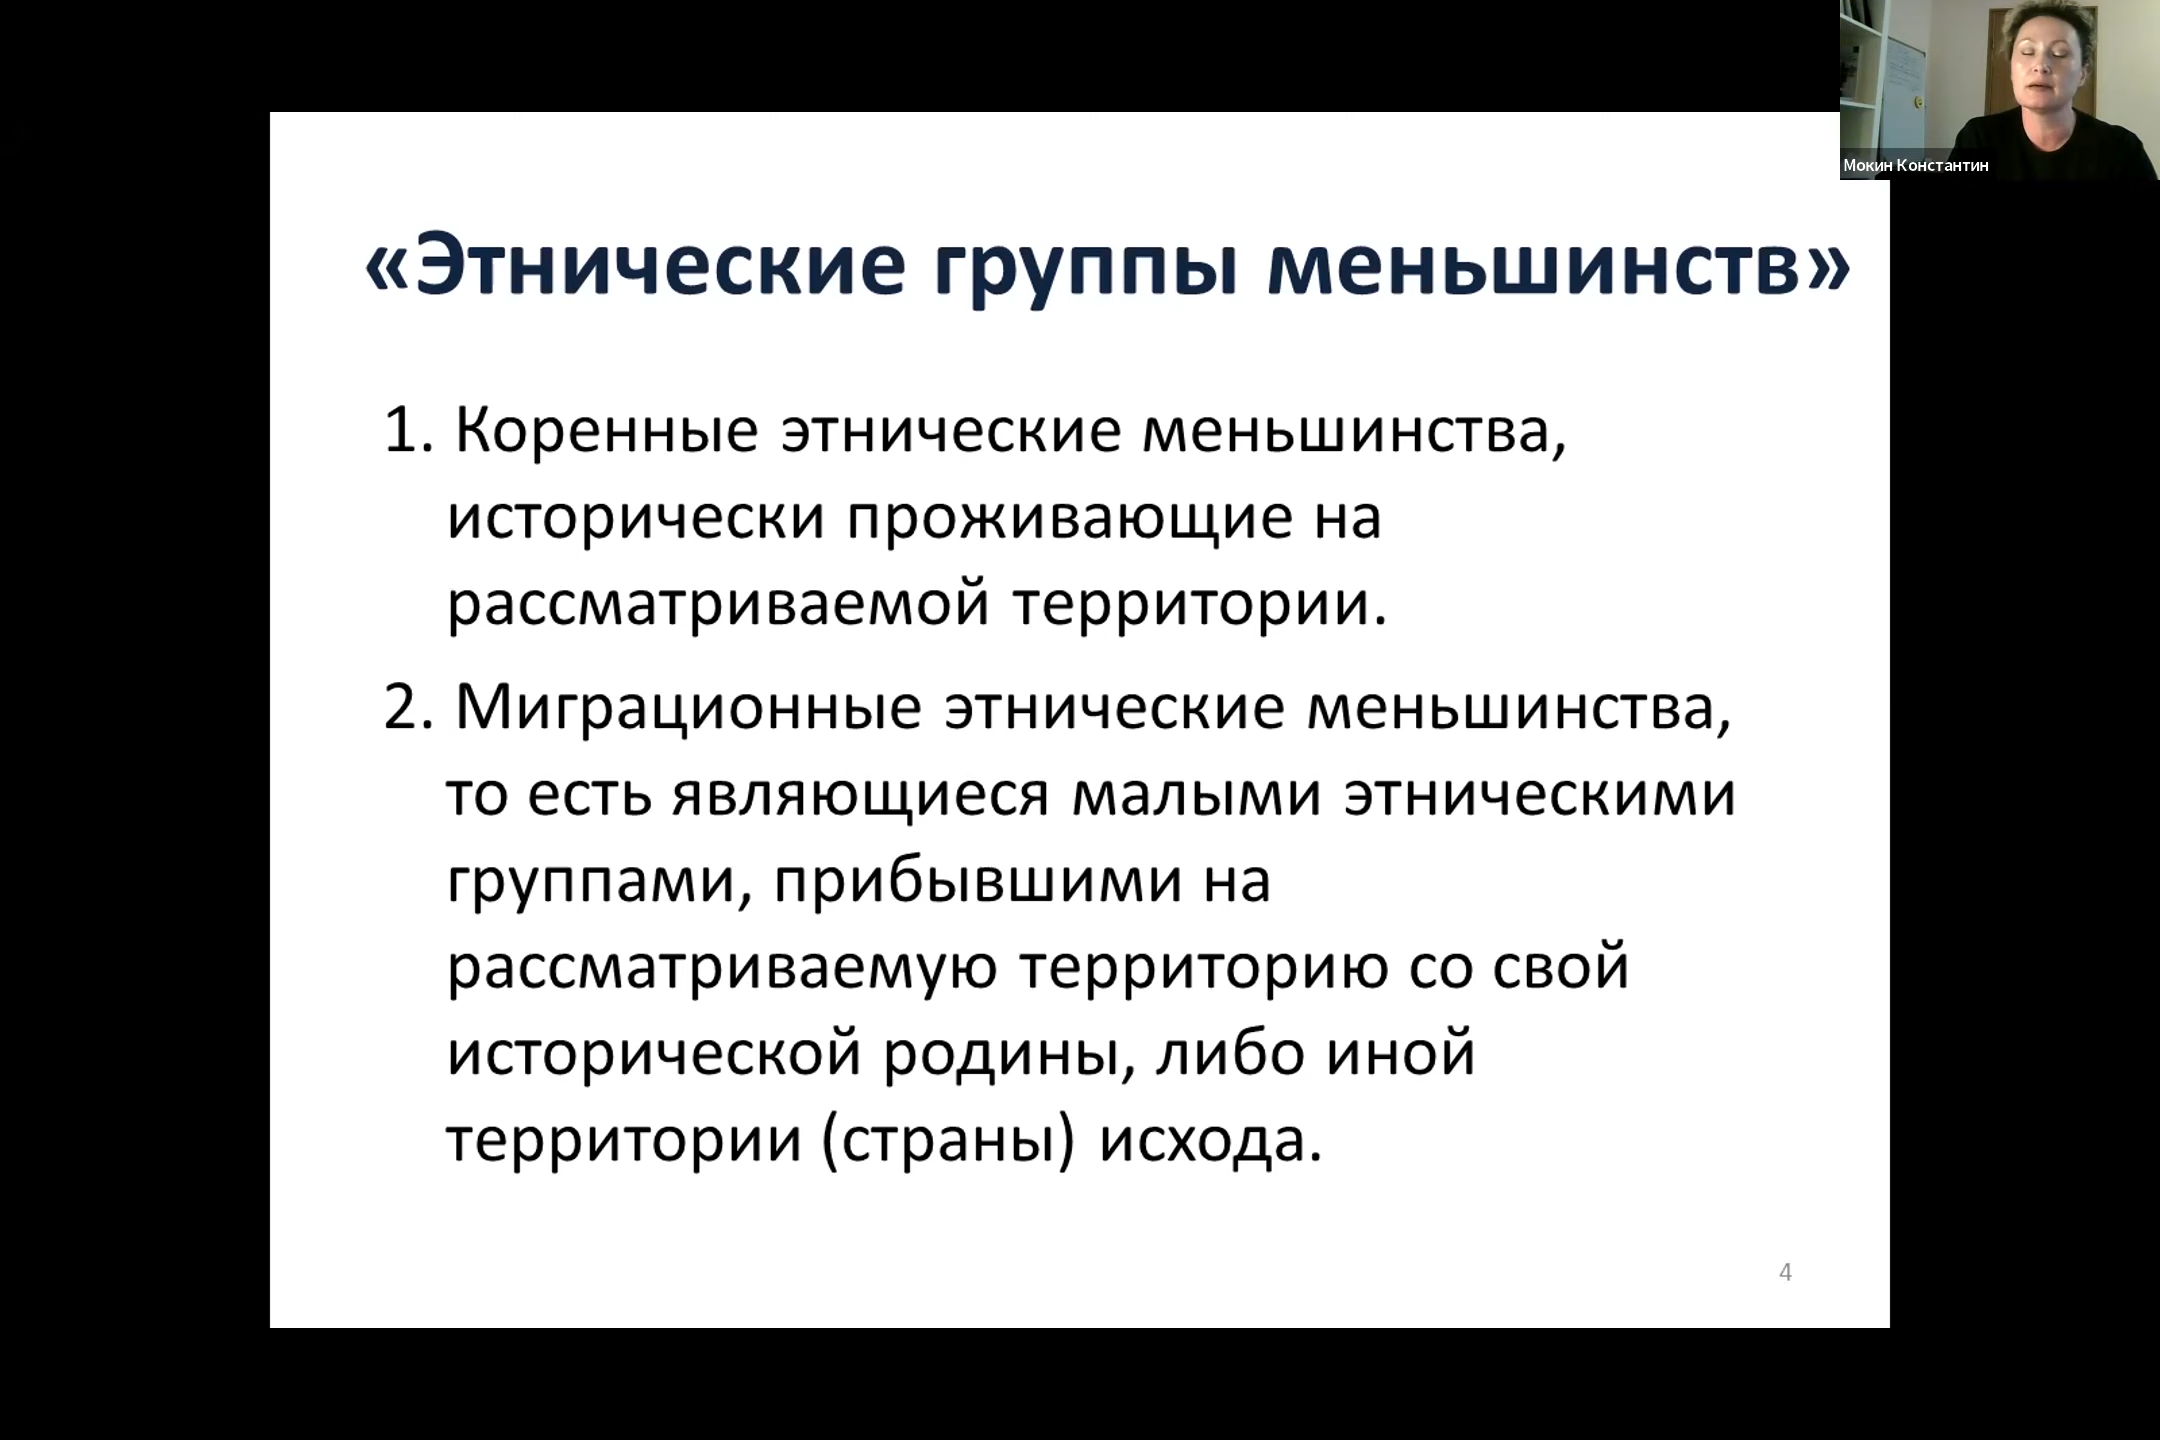 Мокин Константин
«Этнические группы меньшинств»
1. Коренные этнические меньшинства,
исторически проживающие на
рассматриваемой территории.
2. Миграционные этнические меньшинства,
то есть являющиеся малыми этническими
группами, прибывшими на
рассматриваемую территорию со свой
исторической родины, либо иной
территории (страны) исхода.
4